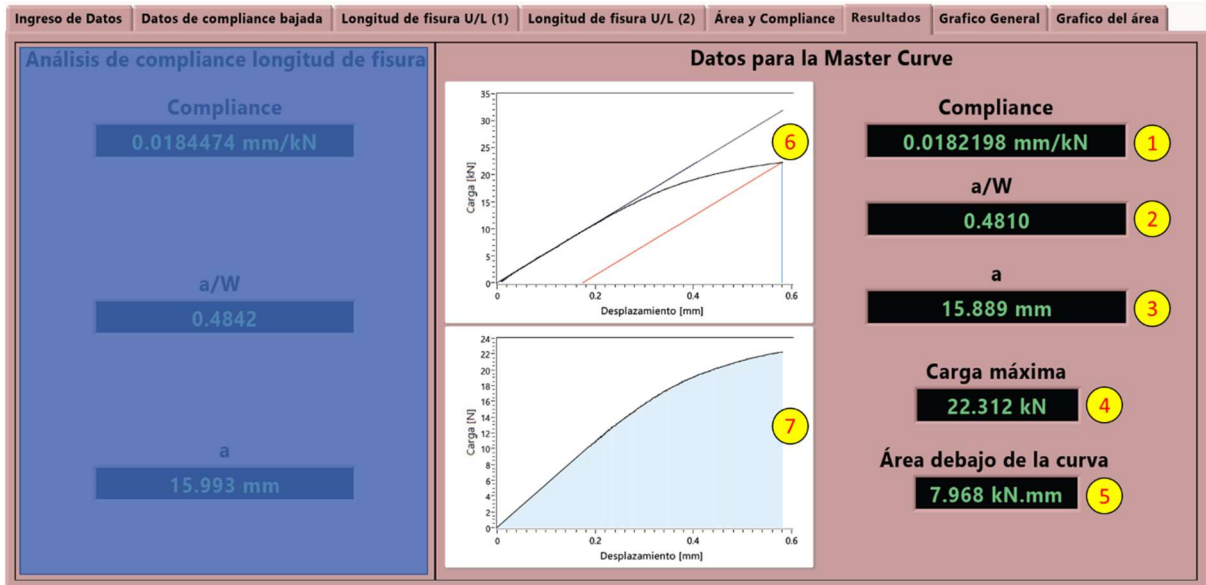 Ingreso de Datos
Datos de compliance bajada
Longitud de fisura U/L (1)
Longitud de fisura U/L (2)
Área y Compliance
Resultados
Grafico General
Grafico del área
Análisis de compliance longitud de fisura
Compliance
0.0184474 mm/kN
a/W
0.4842
a
15.993 mm
Datos para la Master Curve
35
30
25
20
15
10
5
0
Carga [kN]
0
0.2
0.4
0.6
Desplazamiento [mm]
6
24
22
20
18
16
14
12
10
8
6
4
2
0
Carga [N]
0
0.2
0.4
0.6
Desplazamiento [mm]
7
Compliance
0.0182198 mm/kN
1
a/W
0.4810
2
a
15.889 mm
3
Carga máxima
22.312 kN
4
Área debajo de la curva
7.968 kN.mm
5